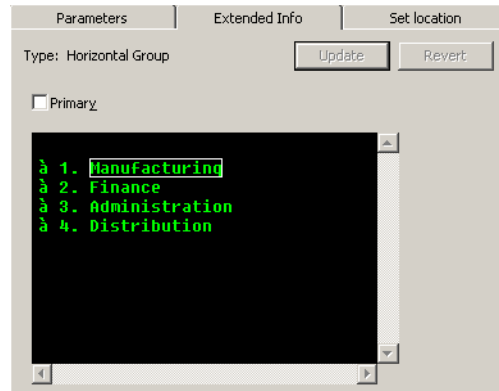 Parameters Extended Info Set location
Type: Horizontal Group Update Revert
Primary
à 1. Manufacturing
à 2. Finance
à 3. Administration
à 4. Distribution